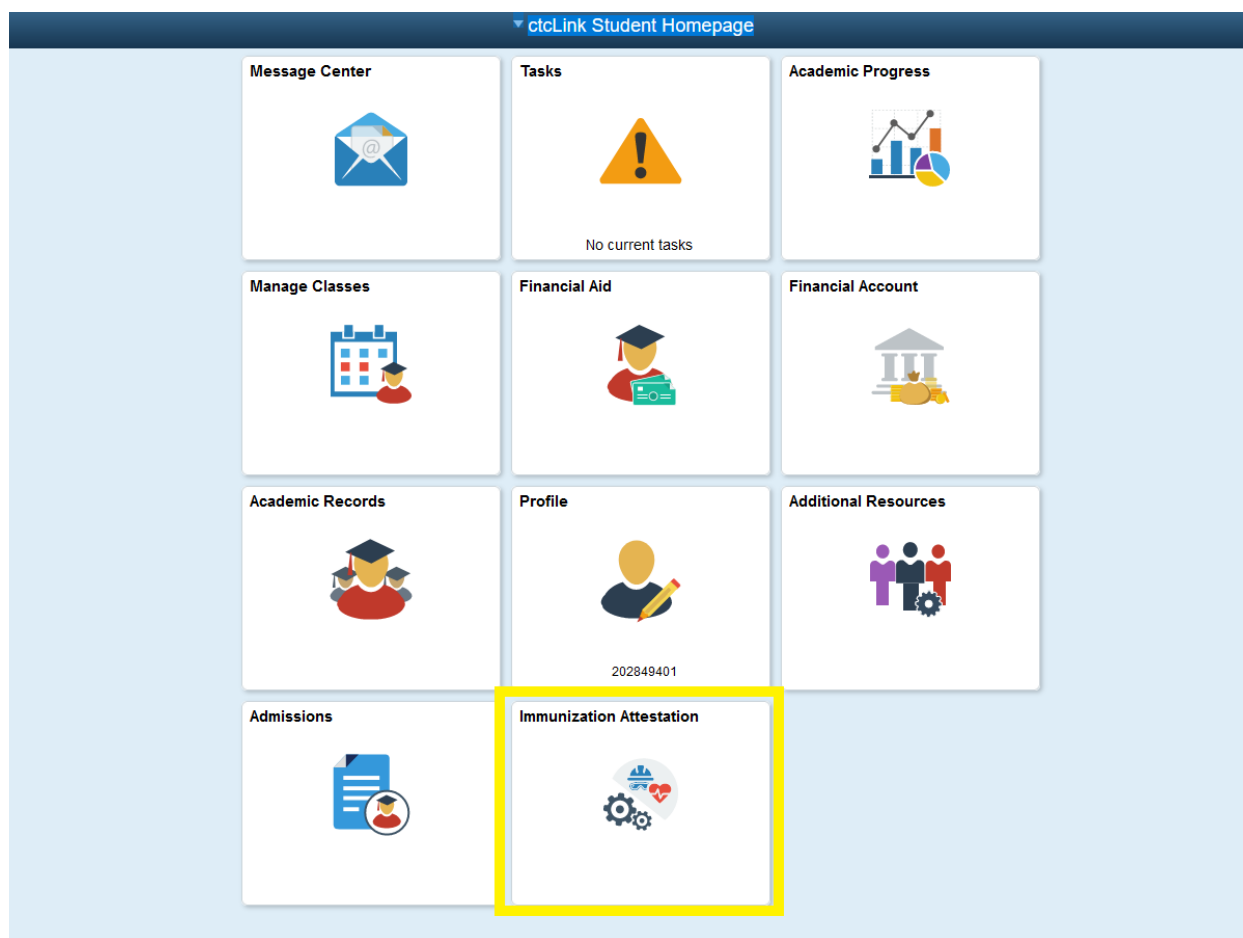 ctcLink Student Homepage
Message Center
Tasks
Academic Progress
@
No current tasks
Manage Classes
Financial Aid
Financial Account
Academic Records
Profile
Additional Resources
202849401
Admissions
Immunization Attestation